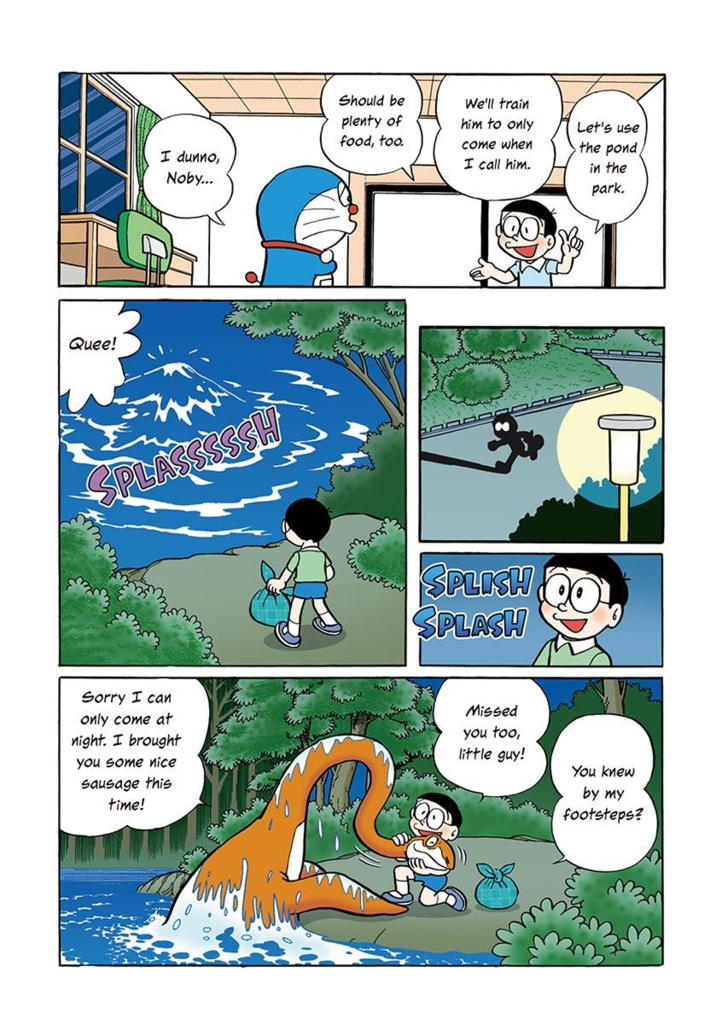 We'll train
him to only
come when
I call him.
Let's use
the pond
in the
park.
Should be
plenty of
food, too.
I dunno,
Noby...
Quee!
SPLASSSSSSH
SPLISH
SPLASH
Sorry I can
only come at
night. I brought
you some nice
sausage this
time!
Missed
you too,
little guy!
You knew
by my
footsteps?